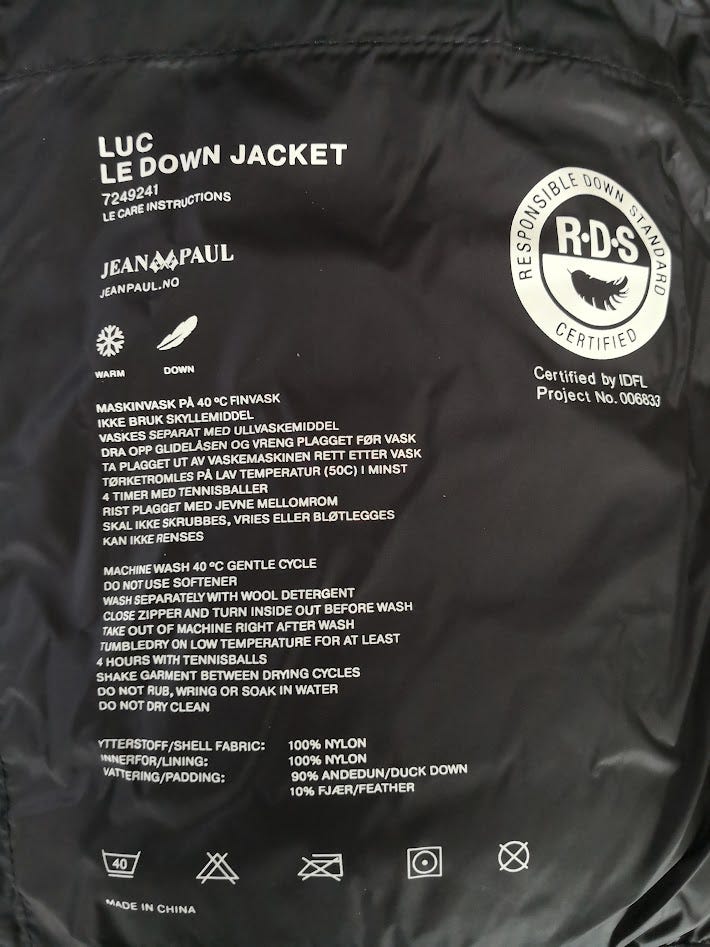 LUC
LE DOWN JACKET
7249241
LE CARE INSTRUCTIONS
JEAN PAUL
JEANPAUL.NO
WARM
DOWN
RESPONSIBLE DOWN STANDARD
R·D·S
CERTIFIED
Certified by IDFL
Project No. 006833
MASKINVASK PÅ 40 ºC FINVASK
IKKE BRUK SKYLLEMIDDEL
VASKES SEPARAT MED ULLVASKEMIDDEL
DRA OPP GLIDELÅSEN OG VRENG PLAGGET FØR VASK
TA PLAGGET UT AV VASKEMASKINEN RETT ETTER VASK
TØRKETROMLES PÅ LAV TEMPERATUR (50C) I MINST
4 TIMER MED TENNISBALLER
RIST PLAGGET MED JEVNE MELLOMROM
SKAL IKKE SKRUBBES, VRIES ELLER BLØTLEGGES
KAN IKKE RENSES
MACHINE WASH 40 ºC GENTLE CYCLE
DO NOT USE SOFTENER
WASH SEPARATELY WITH WOOL DETERGENT
CLOSE ZIPPER AND TURN INSIDE OUT BEFORE WASH
TAKE OUT OF MACHINE RIGHT AFTER WASH
TUMBLEDRY ON LOW TEMPERATURE FOR AT LEAST
4 HOURS WITH TENNISBALLS
SHAKE GARMENT BETWEEN DRYING CYCLES
DO NOT RUB, WRING OR SOAK IN WATER
DO NOT DRY CLEAN
YTTERSTOFF/SHELL FABRIC: 100% NYLON
INNERFOR/LINING: 100% NYLON
VATTERING/PADDING: 90% ANDEDUN/DUCK DOWN
10% FJÆR/FEATHER
40
MADE IN CHINA